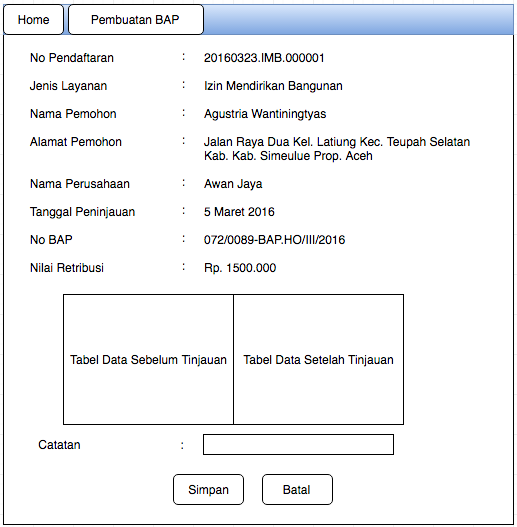 Home Pembuatan BAP
No Pendaftaran : 20160323.IMB.000001
Jenis Layanan : Izin Mendirikan Bangunan
Nama Pemohon : Agustria Wantiningtyas
Alamat Pemohon : Jalan Raya Dua Kel. Latiung Kec. Teupah Selatan
Kab. Kab. Simeulue Prop. Aceh
Nama Perusahaan : Awan Jaya
Tanggal Peninjauan : 5 Maret 2016
No BAP : 072/0089-BAP.HO/III/2016
Nilai Retribusi : Rp. 1500.000
Tabel Data Sebelum Tinjauan Tabel Data Setelah Tinjauan
Catatan :
Simpan Batal